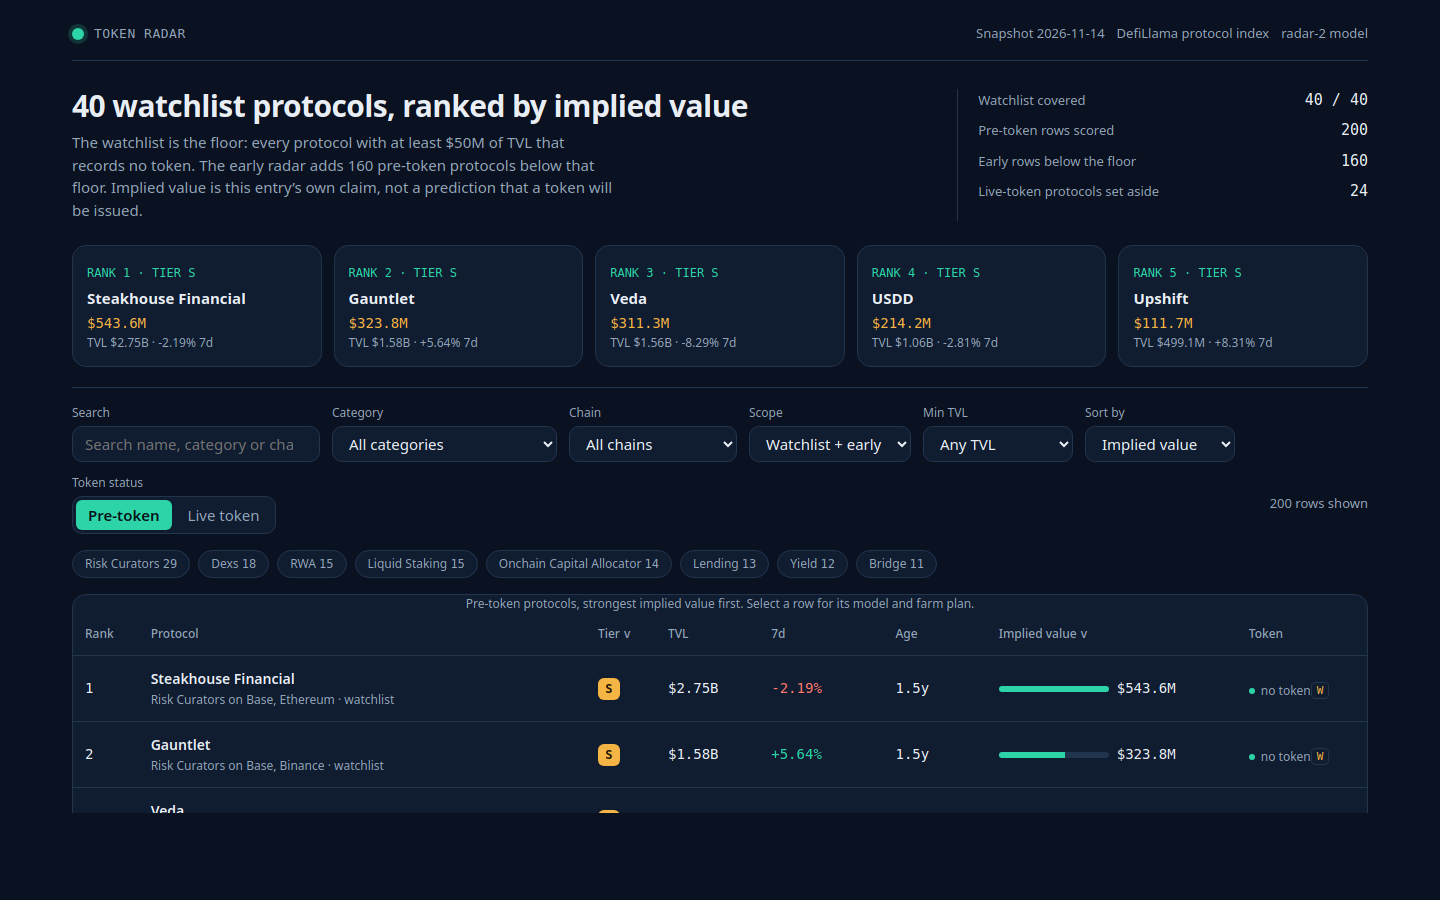 TOKEN RADAR
Snapshot 2026-11-14 DefiLlama protocol index radar-2 model
40 watchlist protocols, ranked by implied value
The watchlist is the floor: every protocol with at least $50M of TVL that
records no token. The early radar adds 160 pre-token protocols below that
floor. Implied value is this entry's own claim, not a prediction that a token will
be issued.
Watchlist covered 40 / 40
Pre-token rows scored 200
Early rows below the floor 160
Live-token protocols set aside 24
RANK 1 · TIER S
Steakhouse Financial
$543.6M
TVL $2.75B · -2.19% 7d
RANK 2 · TIER S
Gauntlet
$323.8M
TVL $1.58B · +5.64% 7d
RANK 3 · TIER S
Veda
$311.3M
TVL $1.56B · -8.29% 7d
RANK 4 · TIER S
USDD
$214.2M
TVL $1.06B · -2.81% 7d
RANK 5 · TIER S
Upshift
$111.7M
TVL $499.1M · +8.31% 7d
Search Category Chain Scope Min TVL Sort by
Search name, category or cha All categories All chains Watchlist + early Any TVL Implied value
Token status
Pre-token Live token
200 rows shown
Risk Curators 29 Dexs 18 RWA 15 Liquid Staking 15 Onchain Capital Allocator 14 Lending 13 Yield 12 Bridge 11
Pre-token protocols, strongest implied value first. Select a row for its model and farm plan.
Rank Protocol Tier v TVL 7d Age Implied value v Token
1 Steakhouse Financial S $2.75B -2.19% 1.5y $543.6M no token W
Risk Curators on Base, Ethereum · watchlist
2 Gauntlet S $1.58B +5.64% 1.5y $323.8M no token W
Risk Curators on Base, Binance · watchlist
Veda